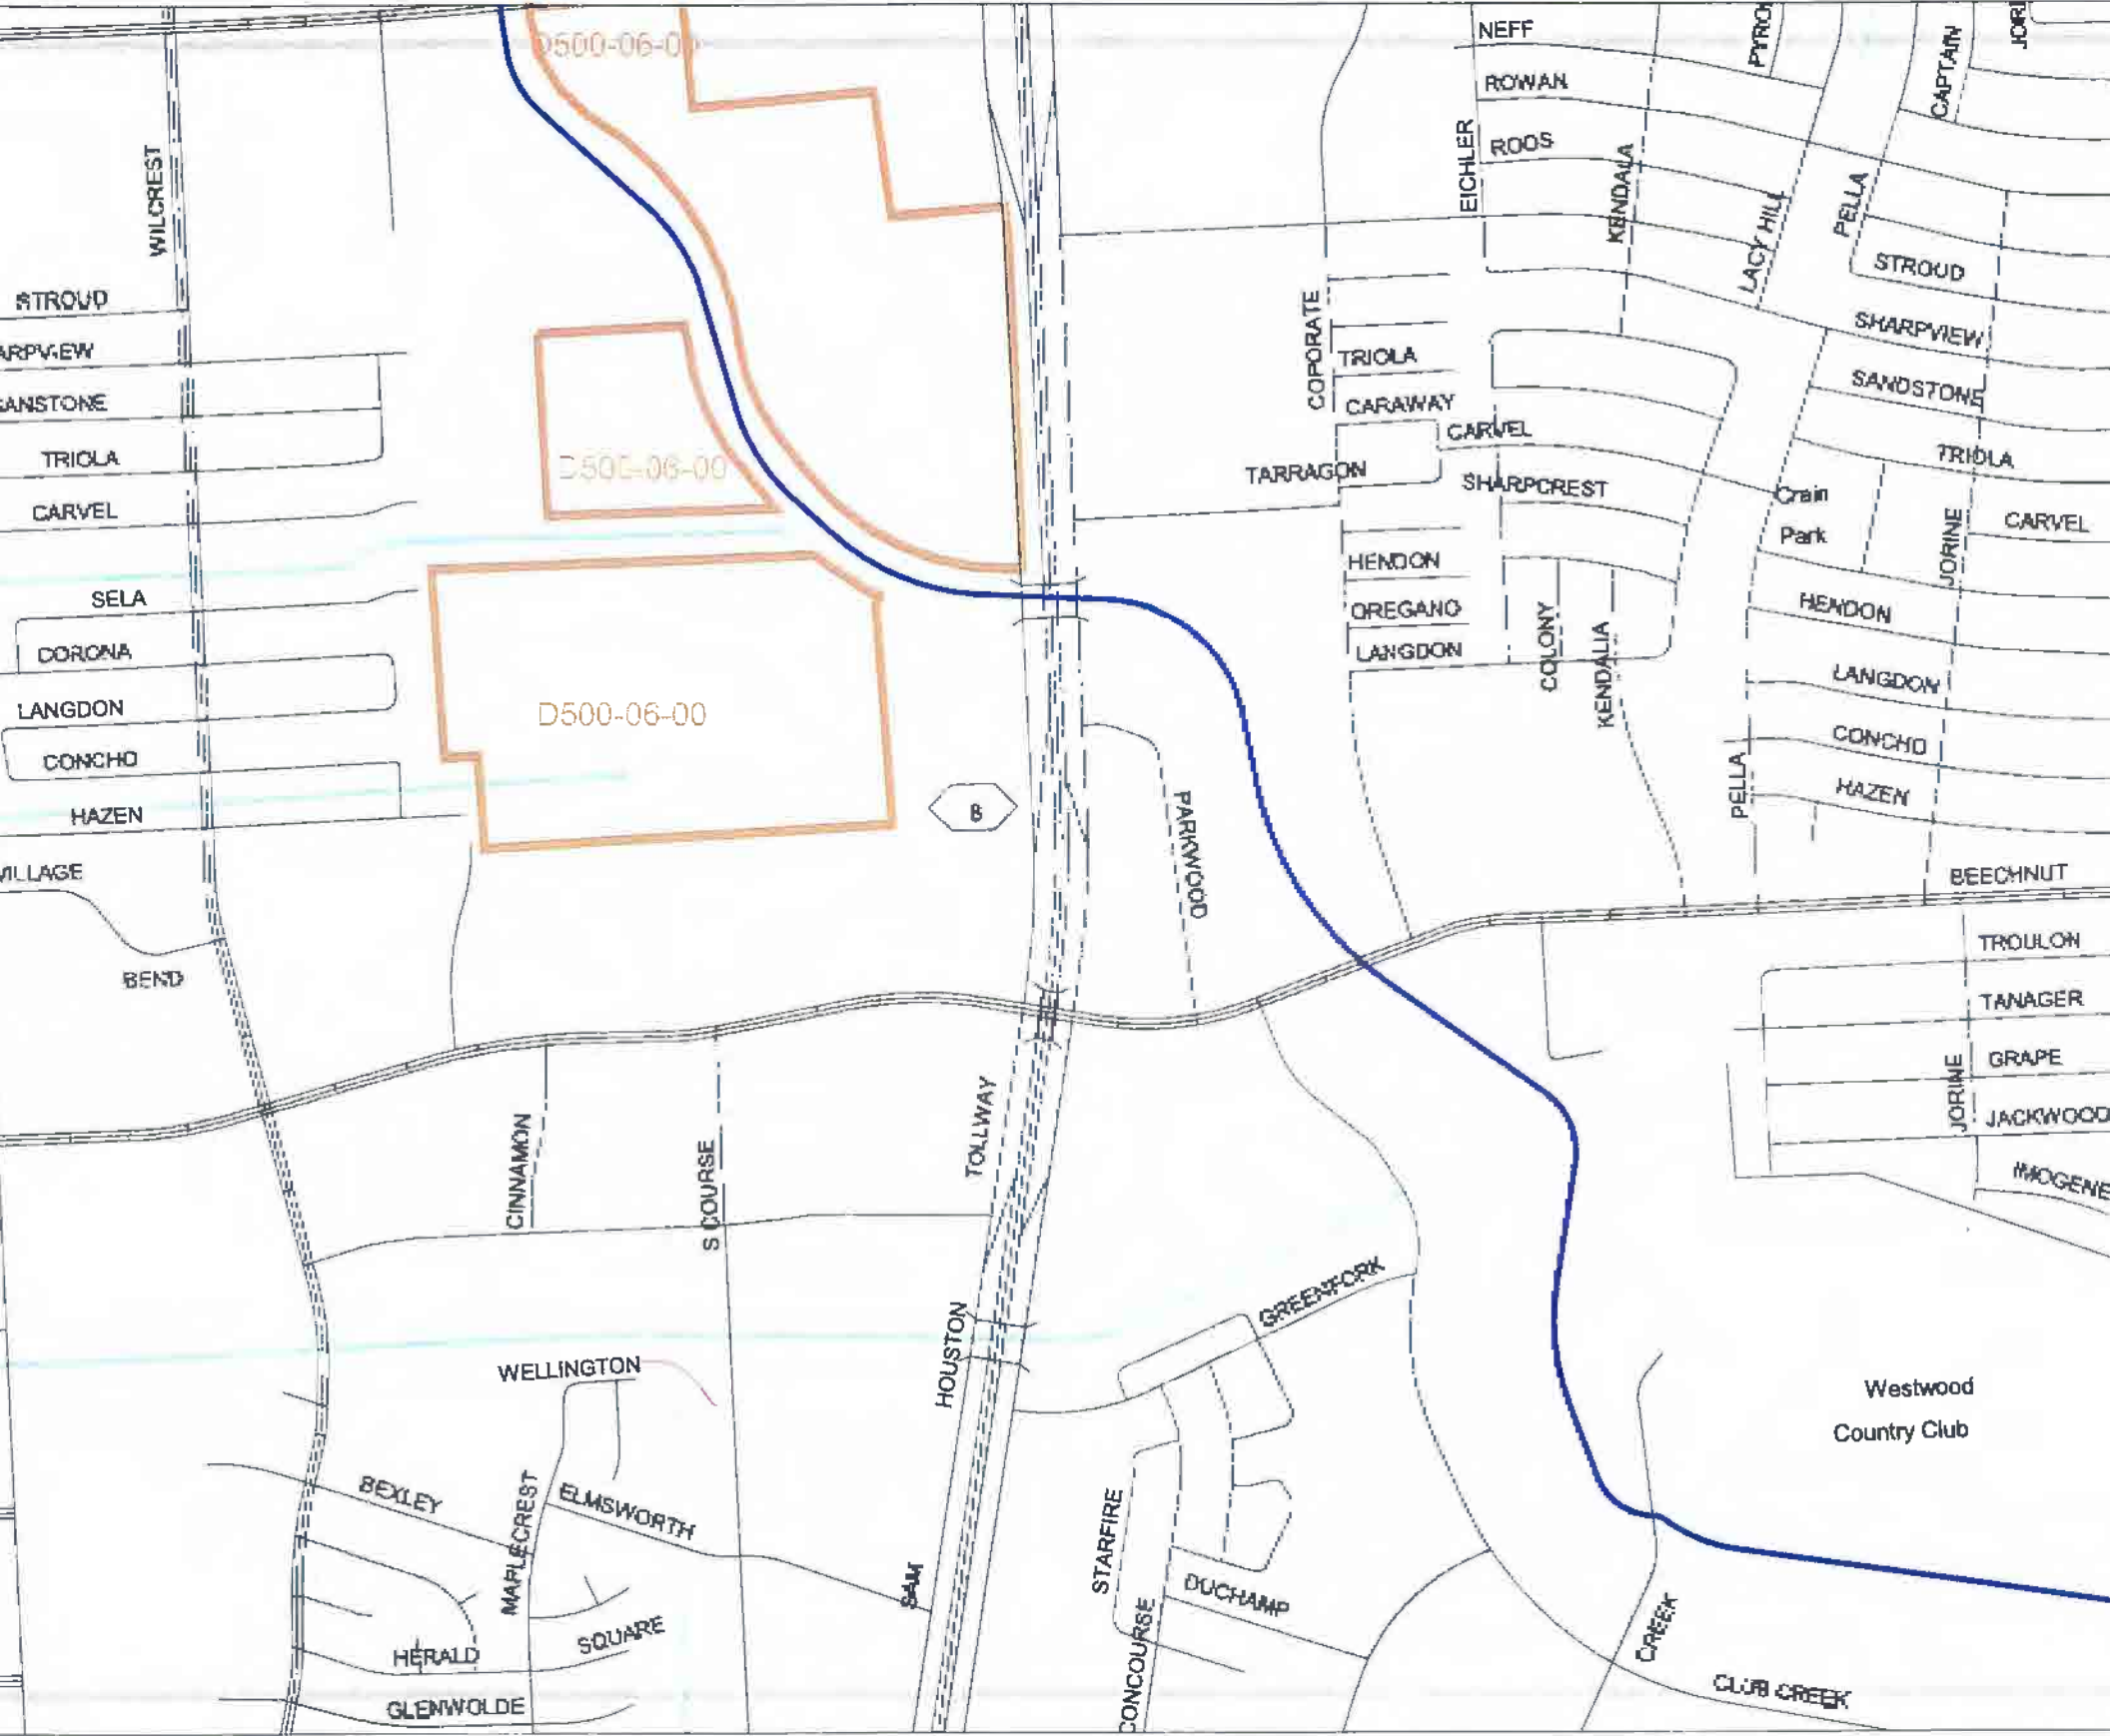 D500-06-00
NEFF
PYRO
CAPTAIN
JORI
ROWAN
EICHLER
ROOS
KENDALA
WILCREST
LACY HILL
PELLA
STROUD
STROUD
ARPVIEW
COPORATE
TRIOLA
SHARPVIEW
SANSTONE
CARAWAY
SANDSTONE
TRIOLA
D500-06-00
CARVEL
TRIOLA
TARRAGON
SHARPCREST
Crain
Park
CARVEL
CARVEL
JORINE
SELA
HENDON
OREGANO
LANGDON
COLONY
KENDALIA
HENDON
CORONA
LANGDON
D500-06-00
LANGDON
CONCHO
CONCHO
HAZEN
8
PARKWOOD
PELLA
HAZEN
VILLAGE
BEND
BEECHNUT
TROULON
TANAGER
GRAPE
JORINE
JACKWOOD
IMOGENE
CINNAMON
S COURSE
TOLLWAY
HOUSTON
GREENFORK
WELLINGTON
Westwood
Country Club
BEXLEY
MAPLECREST
ELMSWORTH
SAM
STARFIRE
DUCHAMP
CONCOURSE
HERALD
SQUARE
GLENWOLDE
CREEK
CLUB CREEK